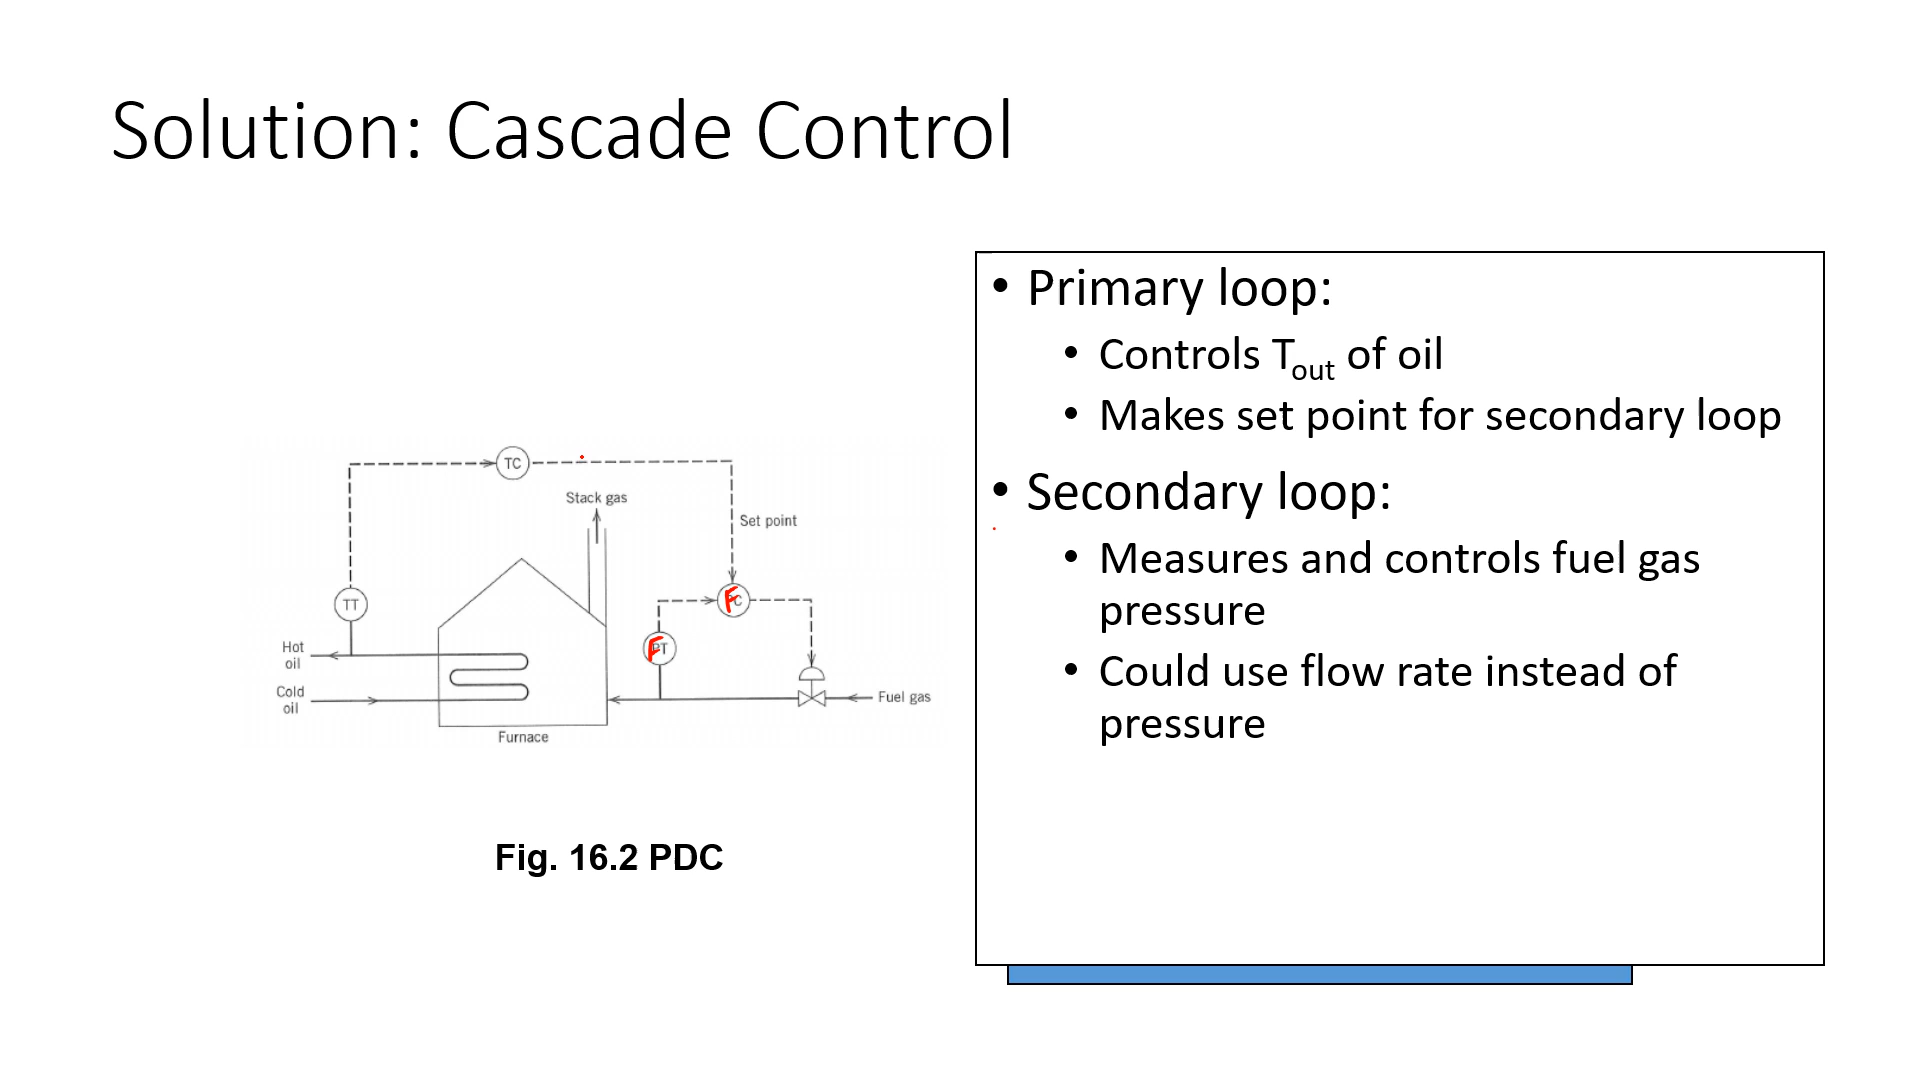 Solution: Cascade Control
TC
Stack gas
Set point
F
TT
F
T
Hot
oil
Cold
oil
Fuel gas
Furnace
Fig. 16.2 PDC
• Primary loop:
• Controls Tout of oil
• Makes set point for secondary loop
• Secondary loop:
• Measures and controls fuel gas
pressure
• Could use flow rate instead of
pressure